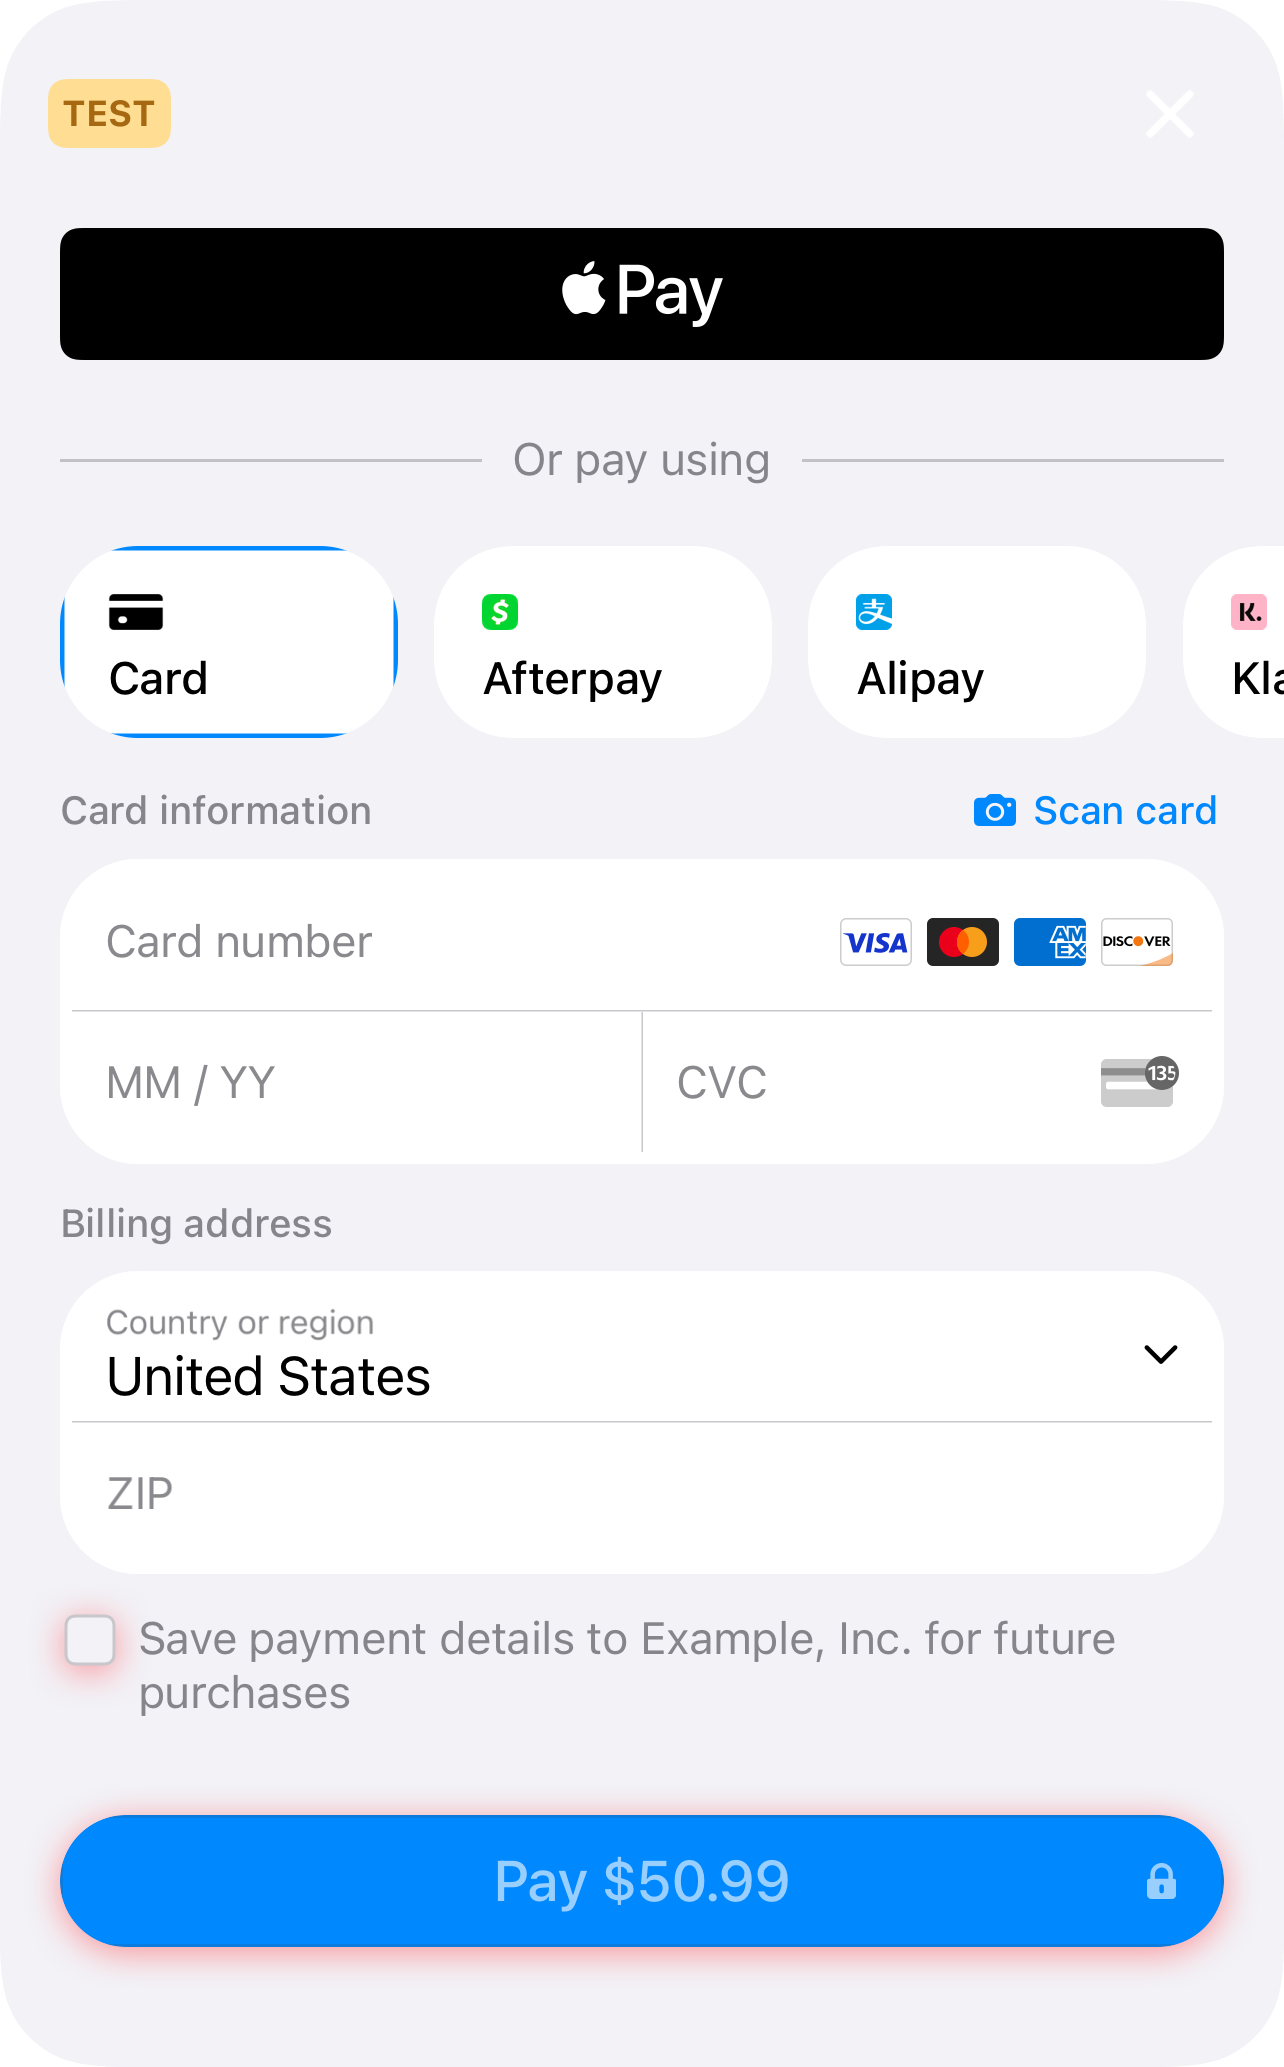 TEST
Pay
Or pay using
Card
Afterpay
Alipay
Kla
Card information
Scan card
Card number
VISA
AM
EX
DISCOVER
MM / YY
CVC
135
Billing address
Country or region
United States
ZIP
Save payment details to Example, Inc. for future
purchases
Pay $50.99